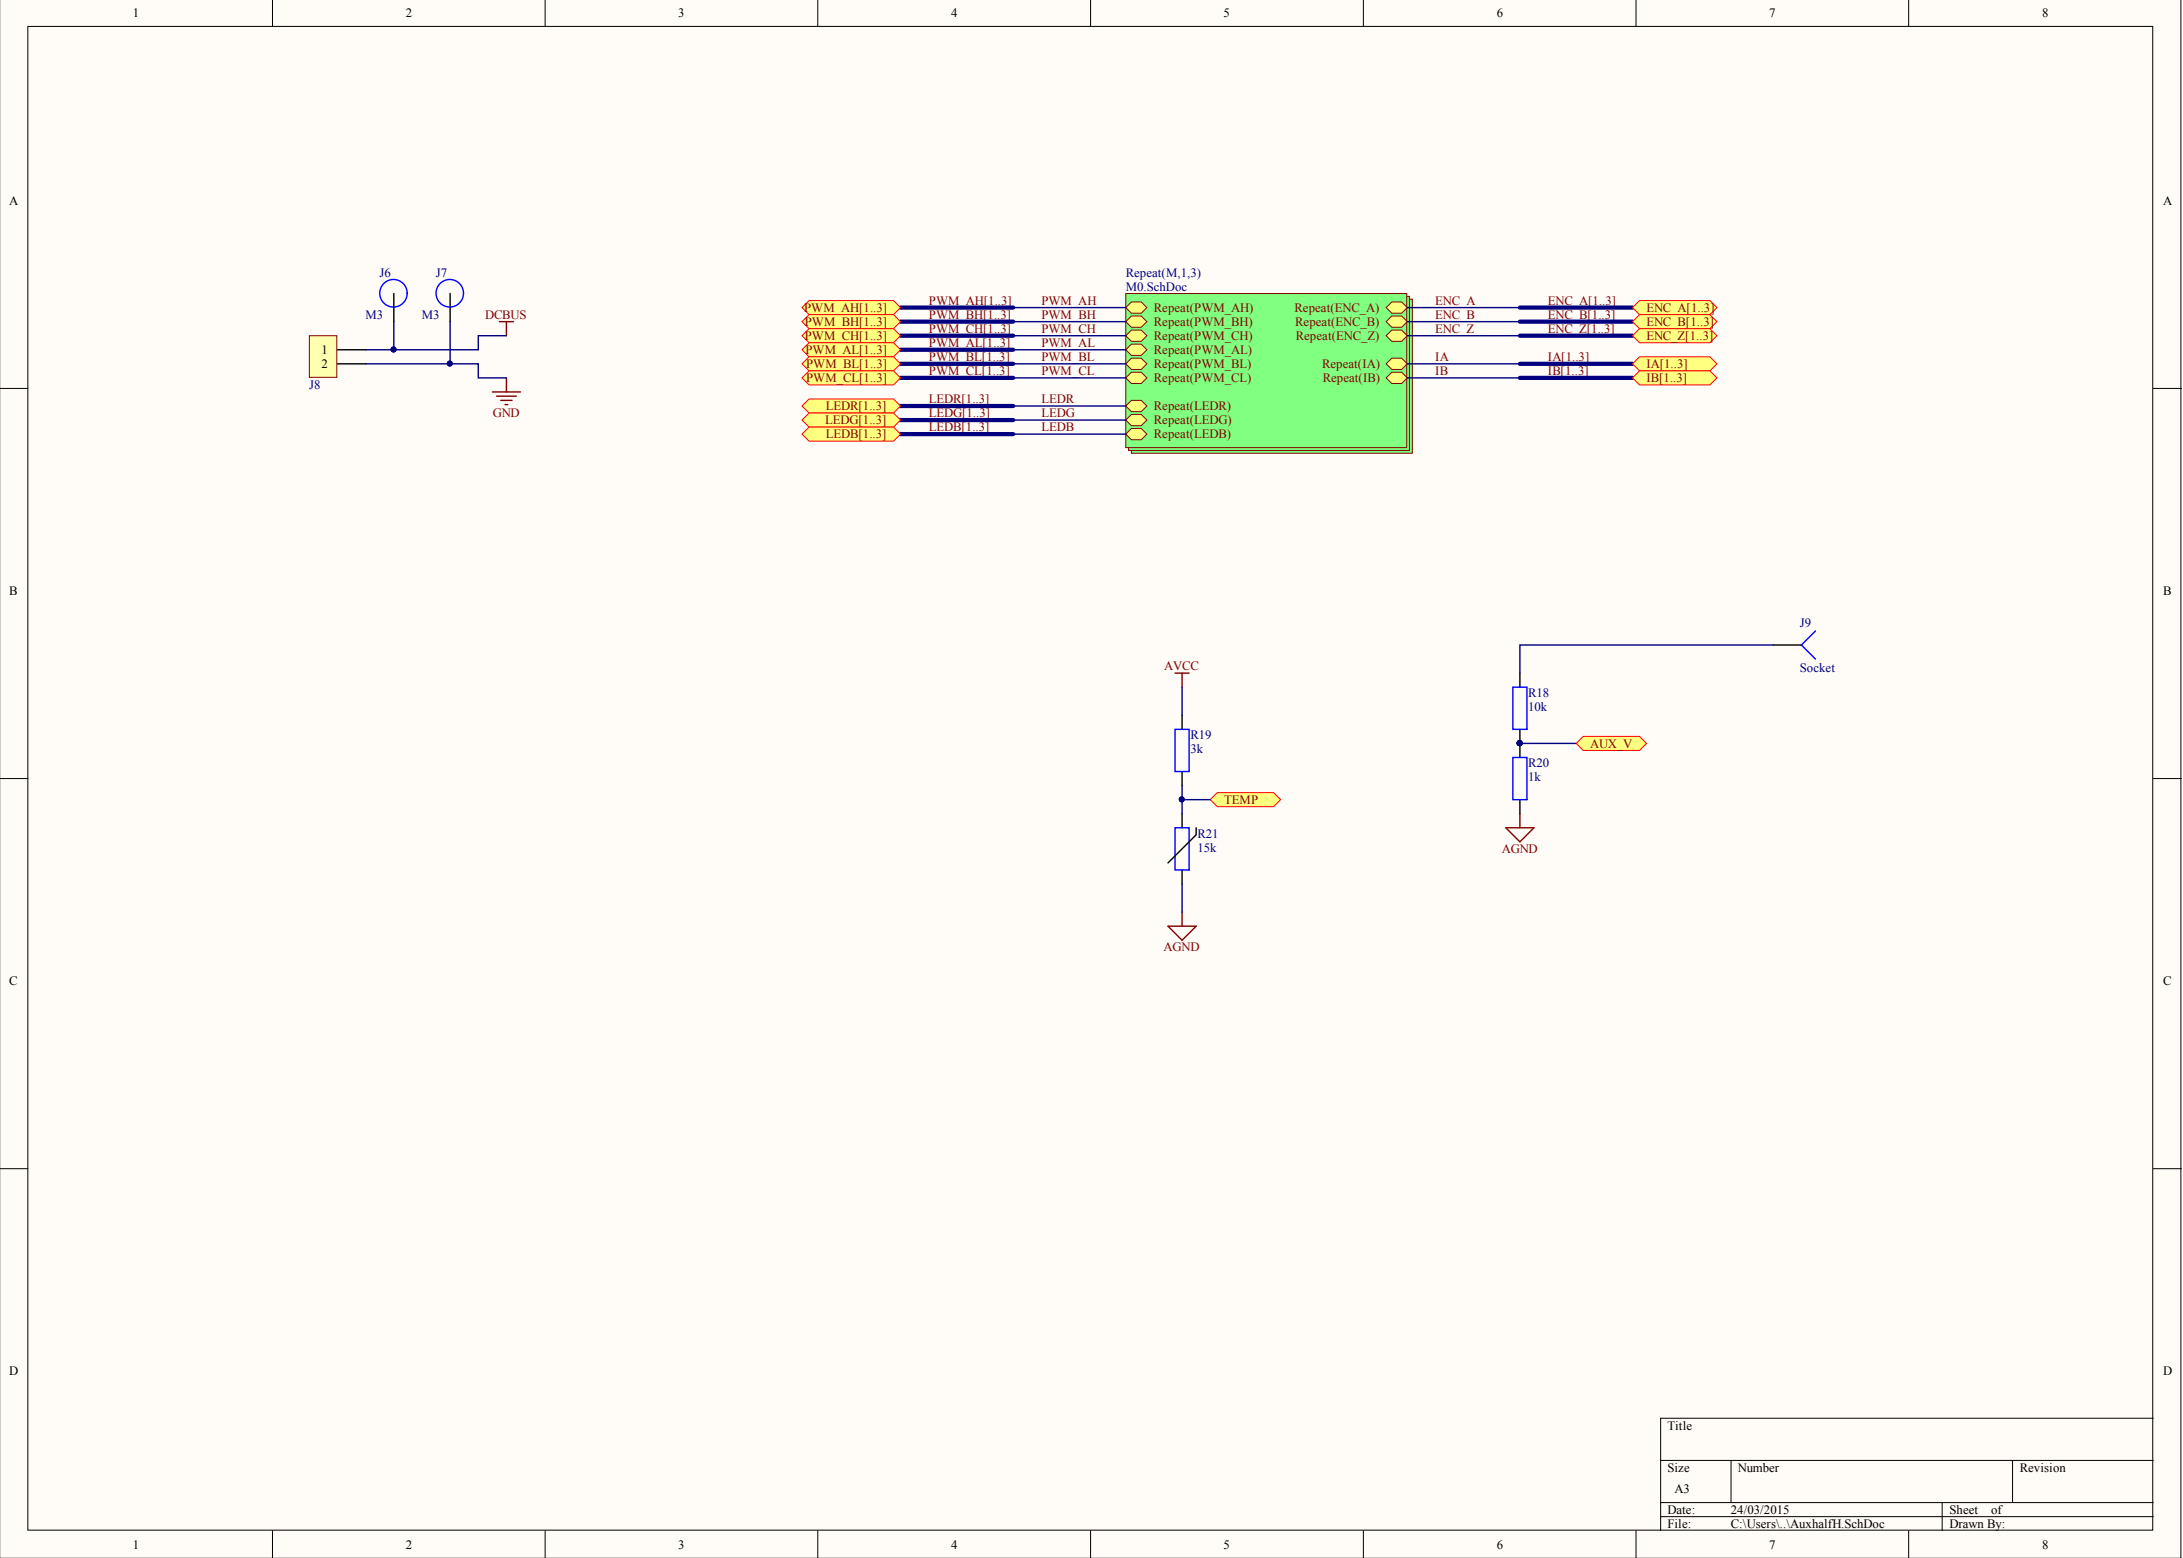 1 2 3 4 5 6 7 8
A A
J6 J7
M3 M3
DCBUS
1
2
J8
GND
Repeat(M,1,3)
M0.SchDoc
PWM_AH[1..3] PWM_AH[1..3] PWM_AH Repeat(PWM_AH) Repeat(ENC_A) ENC_A ENC_A[1..3] ENC_A[1..3]
PWM_BH[1..3] PWM_BH[1..3] PWM_BH Repeat(PWM_BH) Repeat(ENC_B) ENC_B ENC_B[1..3] ENC_B[1..3]
PWM_CH[1..3] PWM_CH[1..3] PWM_CH Repeat(PWM_CH) Repeat(ENC_Z) ENC_Z ENC_Z[1..3] ENC_Z[1..3]
PWM_AL[1..3] PWM_AL[1..3] PWM_AL Repeat(PWM_AL)
PWM_BL[1..3] PWM_BL[1..3] PWM_BL Repeat(PWM_BL) Repeat(IA) IA IA[1..3] IA[1..3]
PWM_CL[1..3] PWM_CL[1..3] PWM_CL Repeat(PWM_CL) Repeat(IB) IB IB[1..3] IB[1..3]
LEDR[1..3] LEDR[1..3] LEDR Repeat(LEDR)
LEDG[1..3] LEDG[1..3] LEDG Repeat(LEDG)
LEDB[1..3] LEDB[1..3] LEDB Repeat(LEDB)
B B
J9
Socket
AVCC
R19
3k
TEMP
R21
15k
AGND
R18
10k
AUX_V
R20
1k
AGND
C C
D D
Title
Size Number Revision
A3
Date: 24/03/2015 Sheet of
File: C:\Users\..\AuxhalfH.SchDoc Drawn By:
1 2 3 4 5 6 7 8